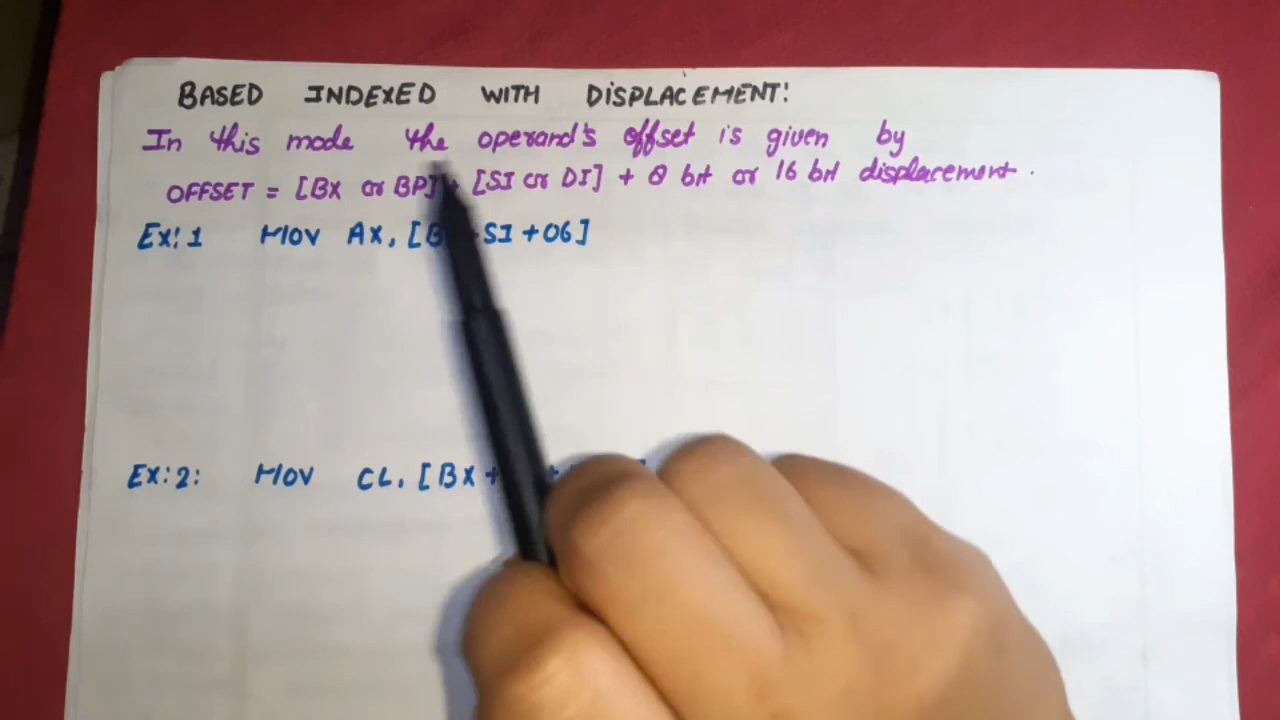 BASED INDEXED WITH DISPLACEMENT:
In this mode the operand's offset is given by
OFFSET = [BX or BP] + [SI or DI] + 8 bit or 16 bit displacement.
Ex:1 MOV AX, [B SI + 06]
Ex:2: MOV CL, [BX +